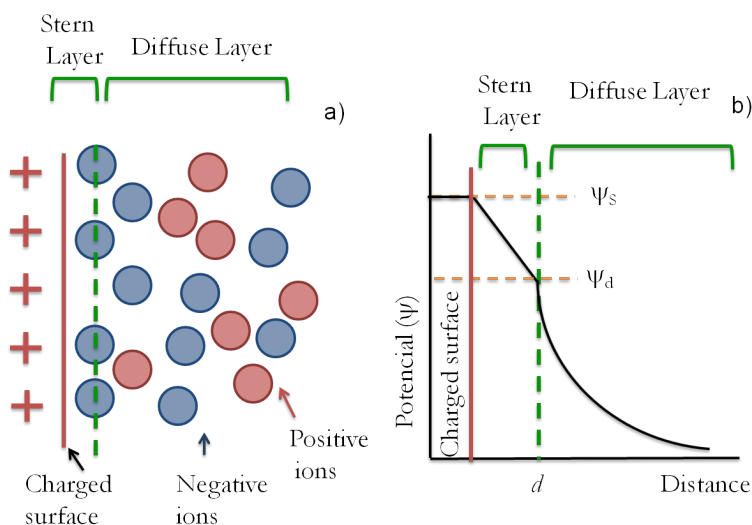 Stern
Layer
Diffuse Layer
a)
+
+
+
+
+
Charged
surface
Negative
ions
Positive
ions
b)
Stern
Layer
Diffuse Layer
Ψs
Ψd
Potencial (Ψ)
Charged surface
d
Distance